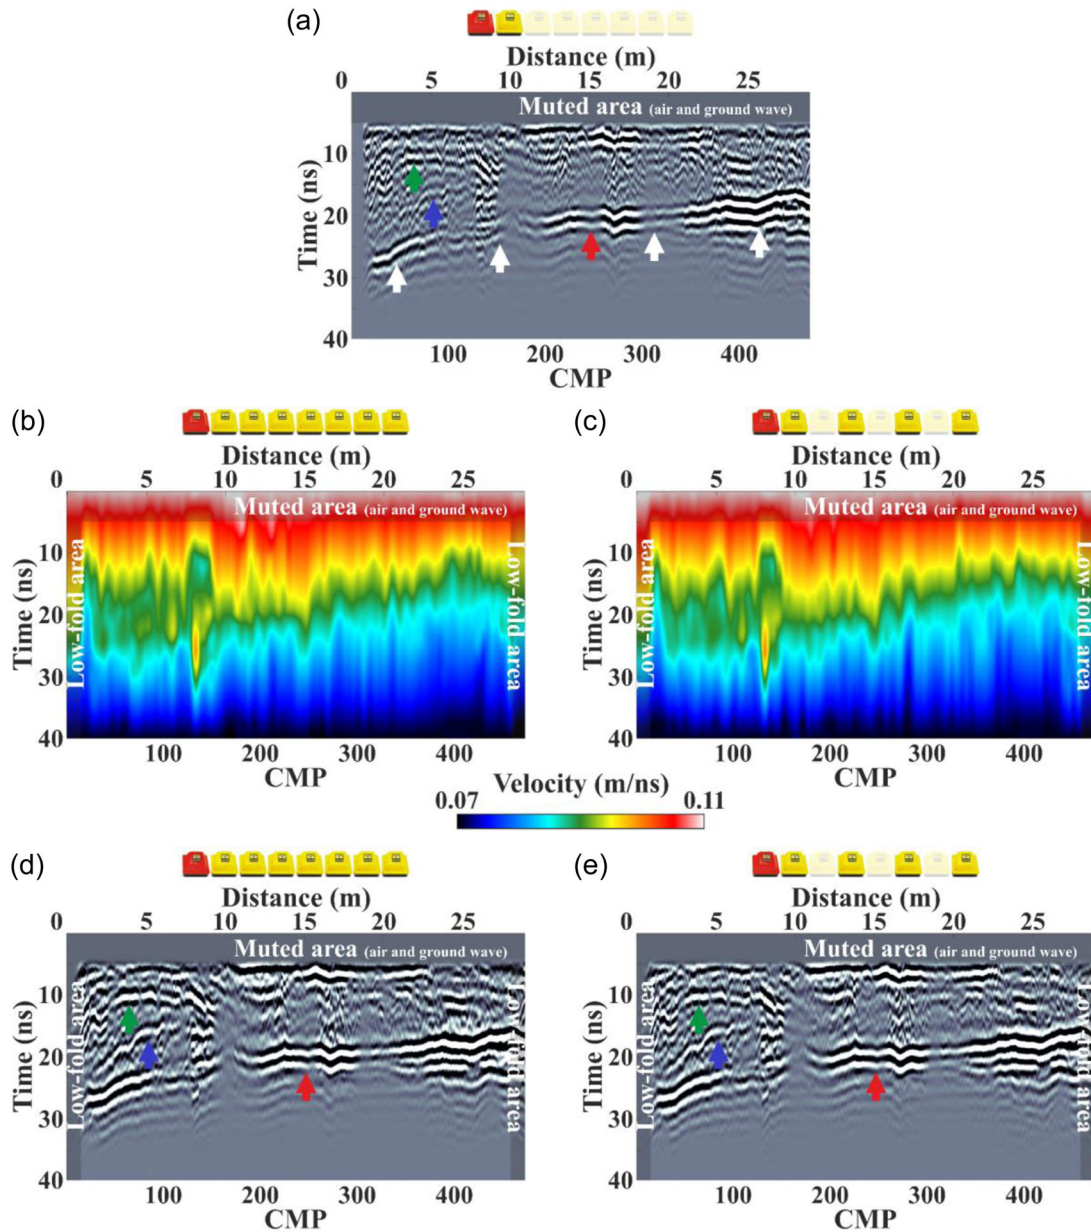 (a)
Distance (m)
0 5 10 15 20 25
Muted area (air and ground wave)
Time (ns)
10
20
30
40
100 200 300 400
CMP
(b)
Distance (m)
0 5 10 15 20 25
Muted area (air and ground wave)
Low-fold area
Low-fold area
Time (ns)
10
20
30
40
100 200 300 400
CMP
(c)
Distance (m)
0 5 10 15 20 25
Muted area (air and ground wave)
Low-fold area
Low-fold area
Time (ns)
10
20
30
40
100 200 300 400
CMP
Velocity (m/ns)
0.07 0.11
(d)
Distance (m)
0 5 10 15 20 25
Muted area (air and ground wave)
Low-fold area
Low-fold area
Time (ns)
10
20
30
40
100 200 300 400
CMP
(e)
Distance (m)
0 5 10 15 20 25
Muted area (air and ground wave)
Low-fold area
Low-fold area
Time (ns)
10
20
30
40
100 200 300 400
CMP